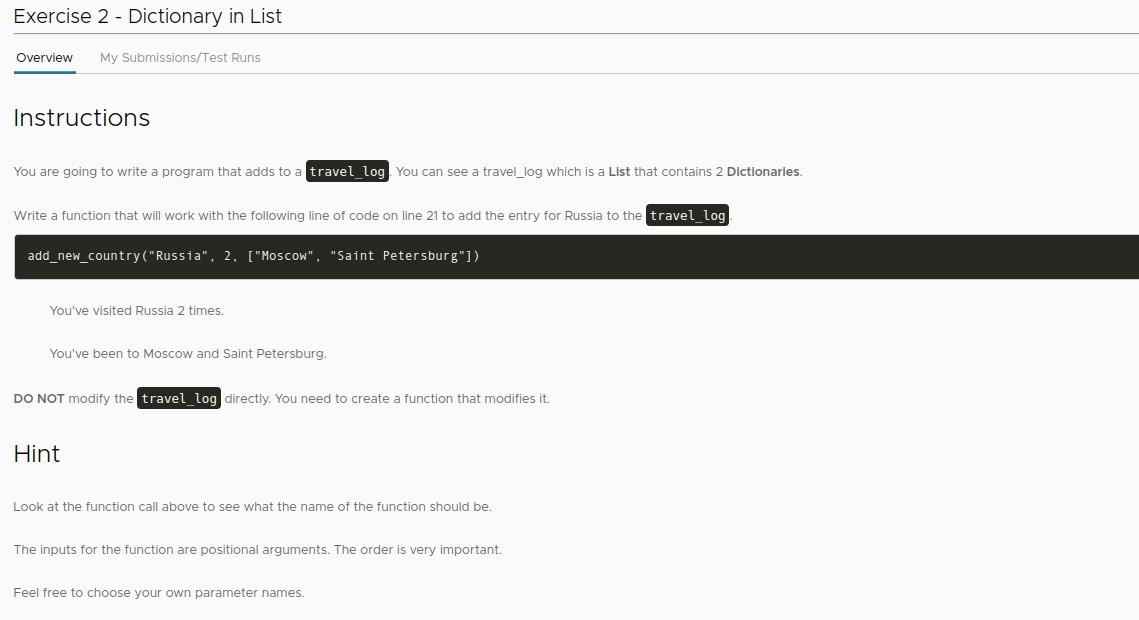 Exercise 2 - Dictionary in List
Overview My Submissions/Test Runs
Instructions
You are going to write a program that adds to a travel_log. You can see a travel_log which is a List that contains 2 Dictionaries.
Write a function that will work with the following line of code on line 21 to add the entry for Russia to the travel_log.
add_new_country("Russia", 2, ["Moscow", "Saint Petersburg"])
You've visited Russia 2 times.
You've been to Moscow and Saint Petersburg.
DO NOT modify the travel_log directly. You need to create a function that modifies it.
Hint
Look at the function call above to see what the name of the function should be.
The inputs for the function are positional arguments. The order is very important.
Feel free to choose your own parameter names.